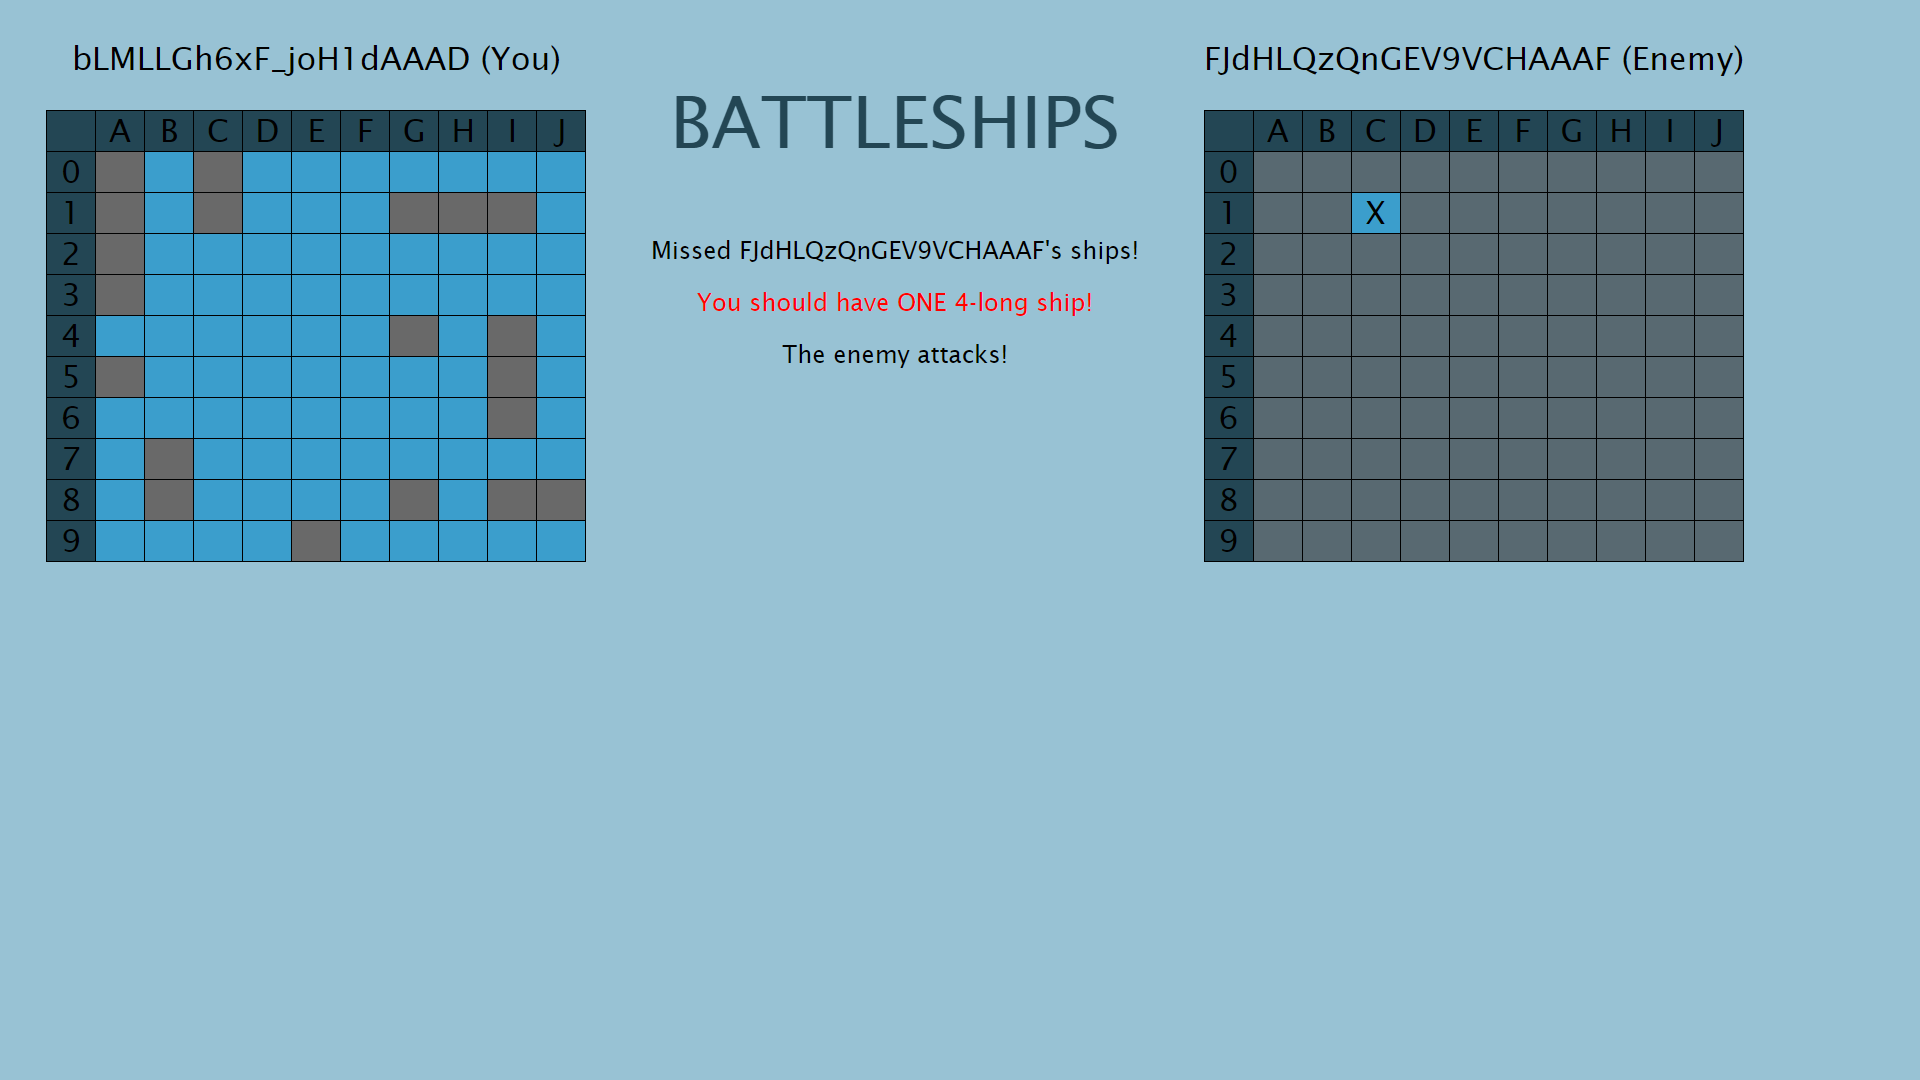 bLMLLGh6xF_joH1dAAAD (You)
A B C D E F G H I J
0
1
2
3
4
5
6
7
8
9
BATTLESHIPS
Missed FJdHLQzQnGEV9VCHAAAF's ships!
You should have ONE 4-long ship!
The enemy attacks!
FJdHLQzQnGEV9VCHAAAF (Enemy)
A B C D E F G H I J
0
1 X
2
3
4
5
6
7
8
9